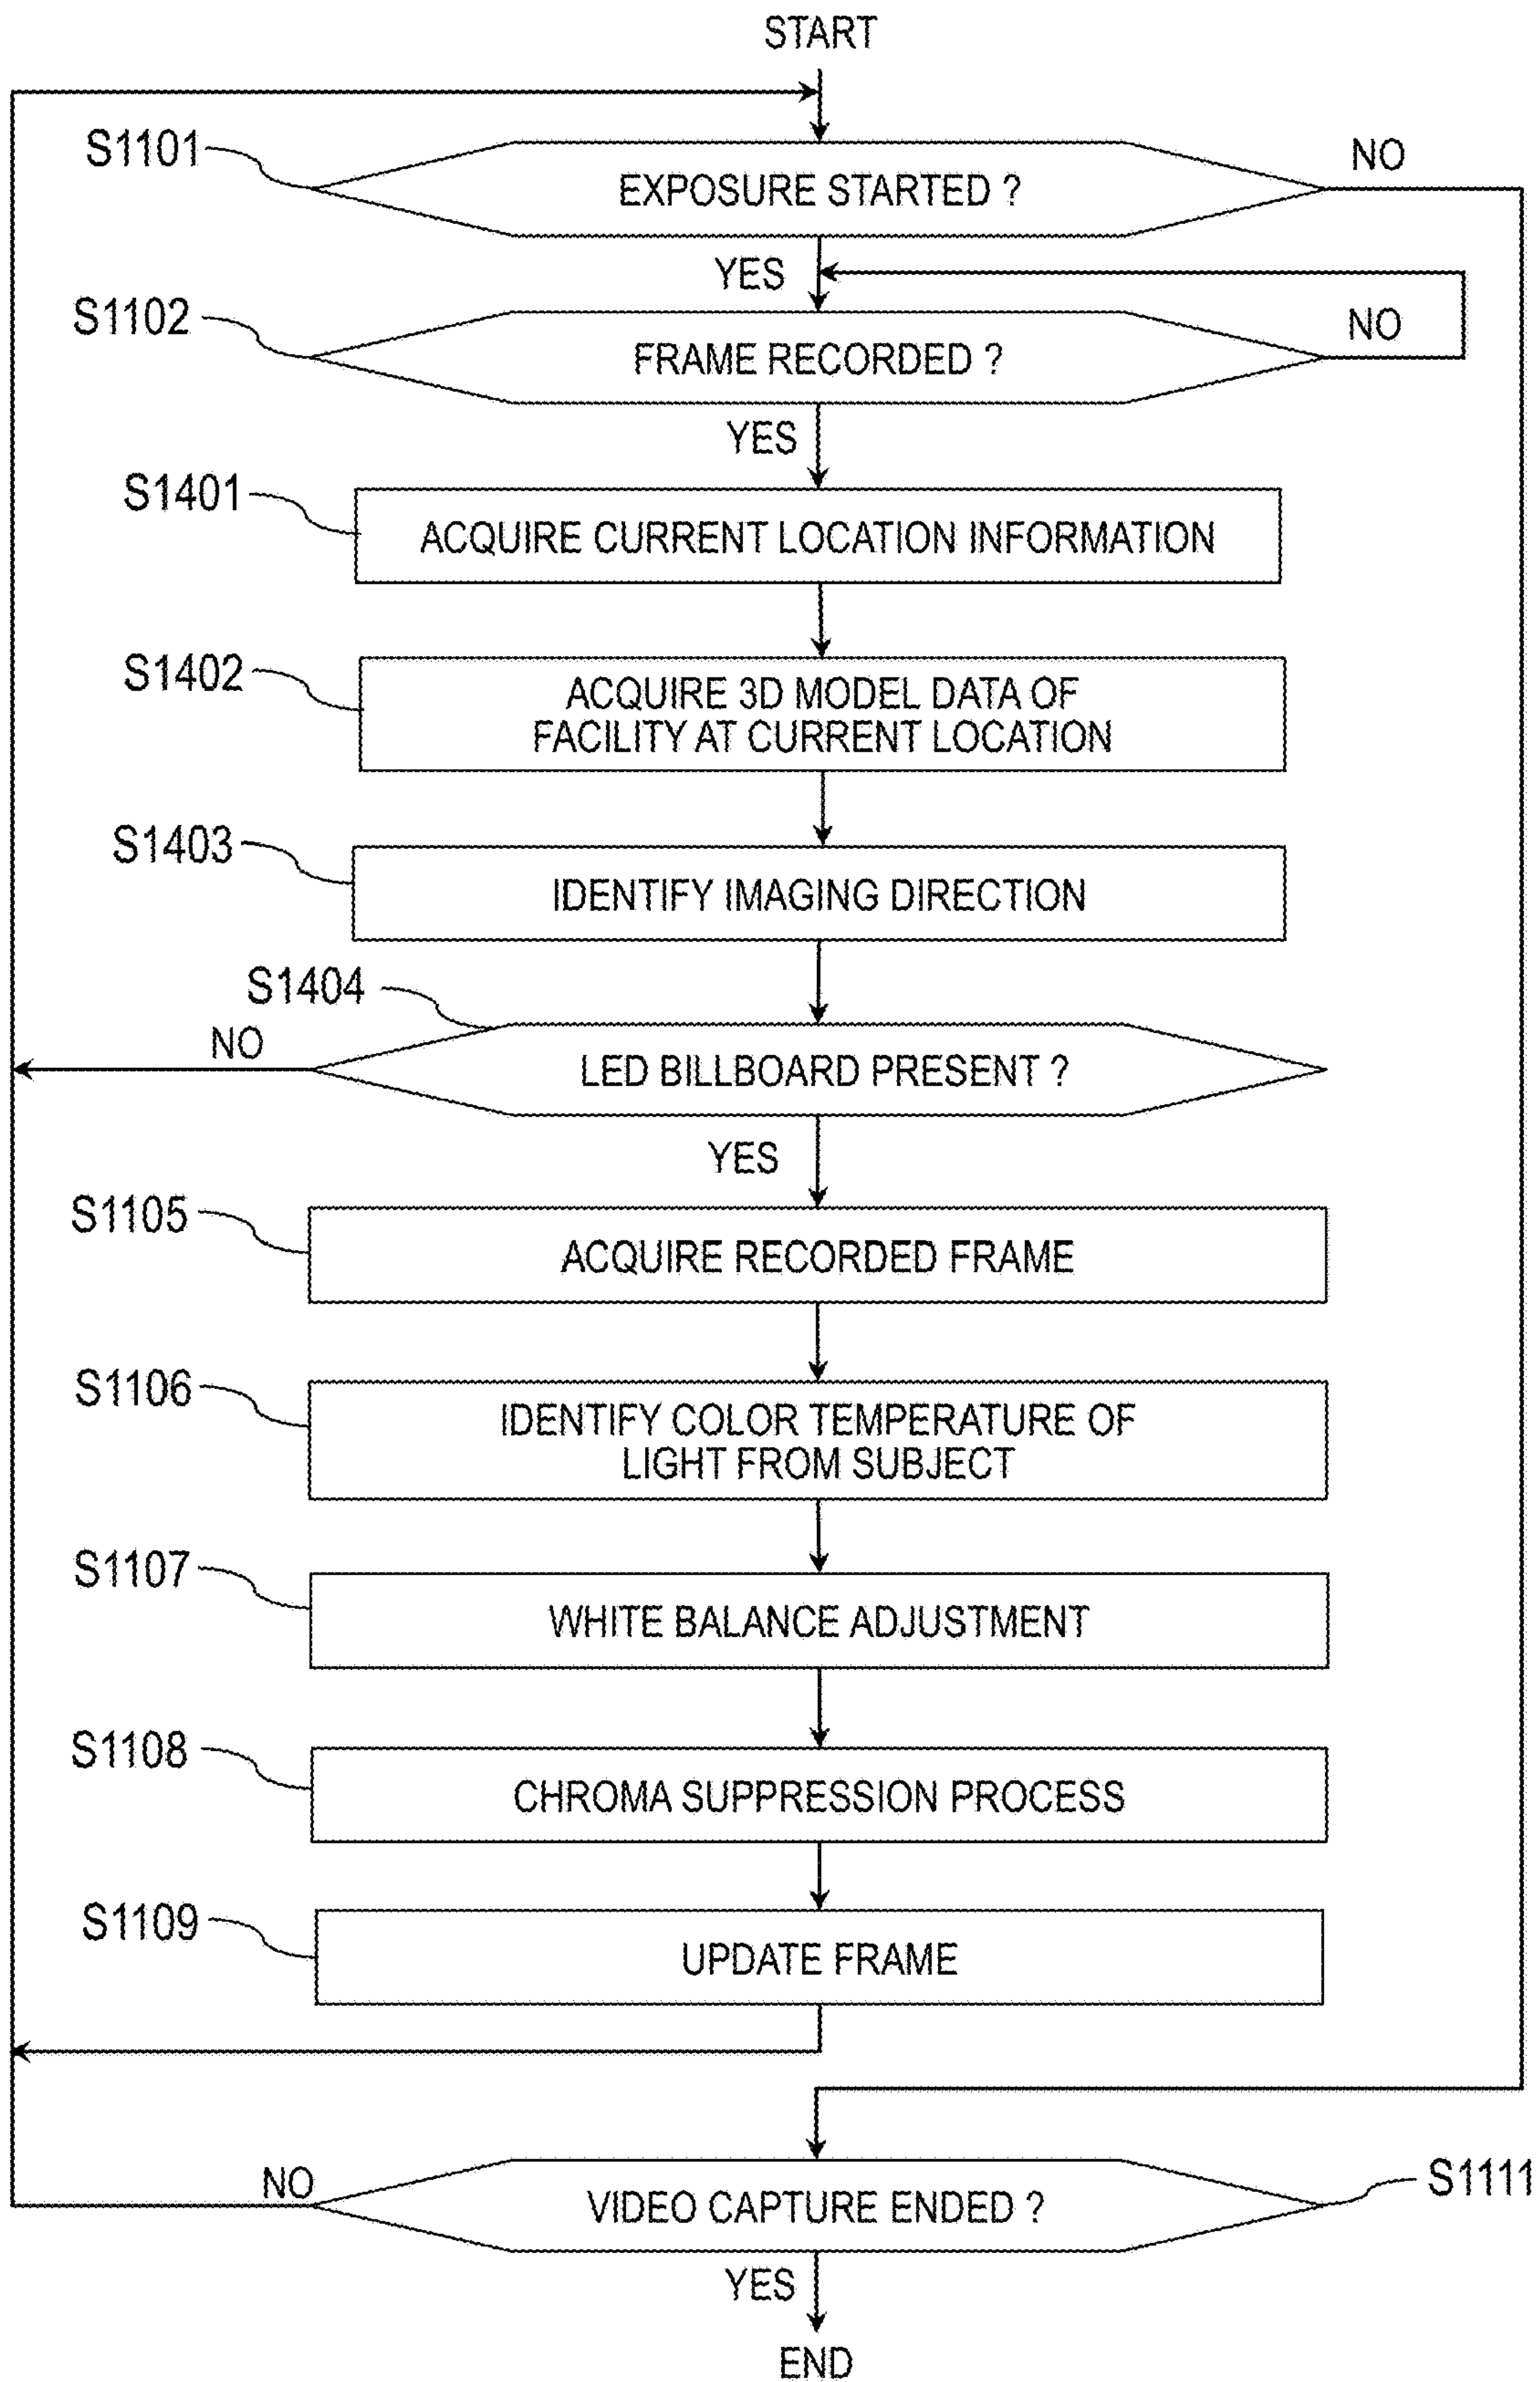 START
S1101
EXPOSURE STARTED ?
NO
YES
S1102
FRAME RECORDED ?
NO
YES
S1401
ACQUIRE CURRENT LOCATION INFORMATION
S1402
ACQUIRE 3D MODEL DATA OF
FACILITY AT CURRENT LOCATION
S1403
IDENTIFY IMAGING DIRECTION
S1404
NO
LED BILLBOARD PRESENT ?
YES
S1105
ACQUIRE RECORDED FRAME
S1106
IDENTIFY COLOR TEMPERATURE OF
LIGHT FROM SUBJECT
S1107
WHITE BALANCE ADJUSTMENT
S1108
CHROMA SUPPRESSION PROCESS
S1109
UPDATE FRAME
NO
VIDEO CAPTURE ENDED ?
S1111
YES
END